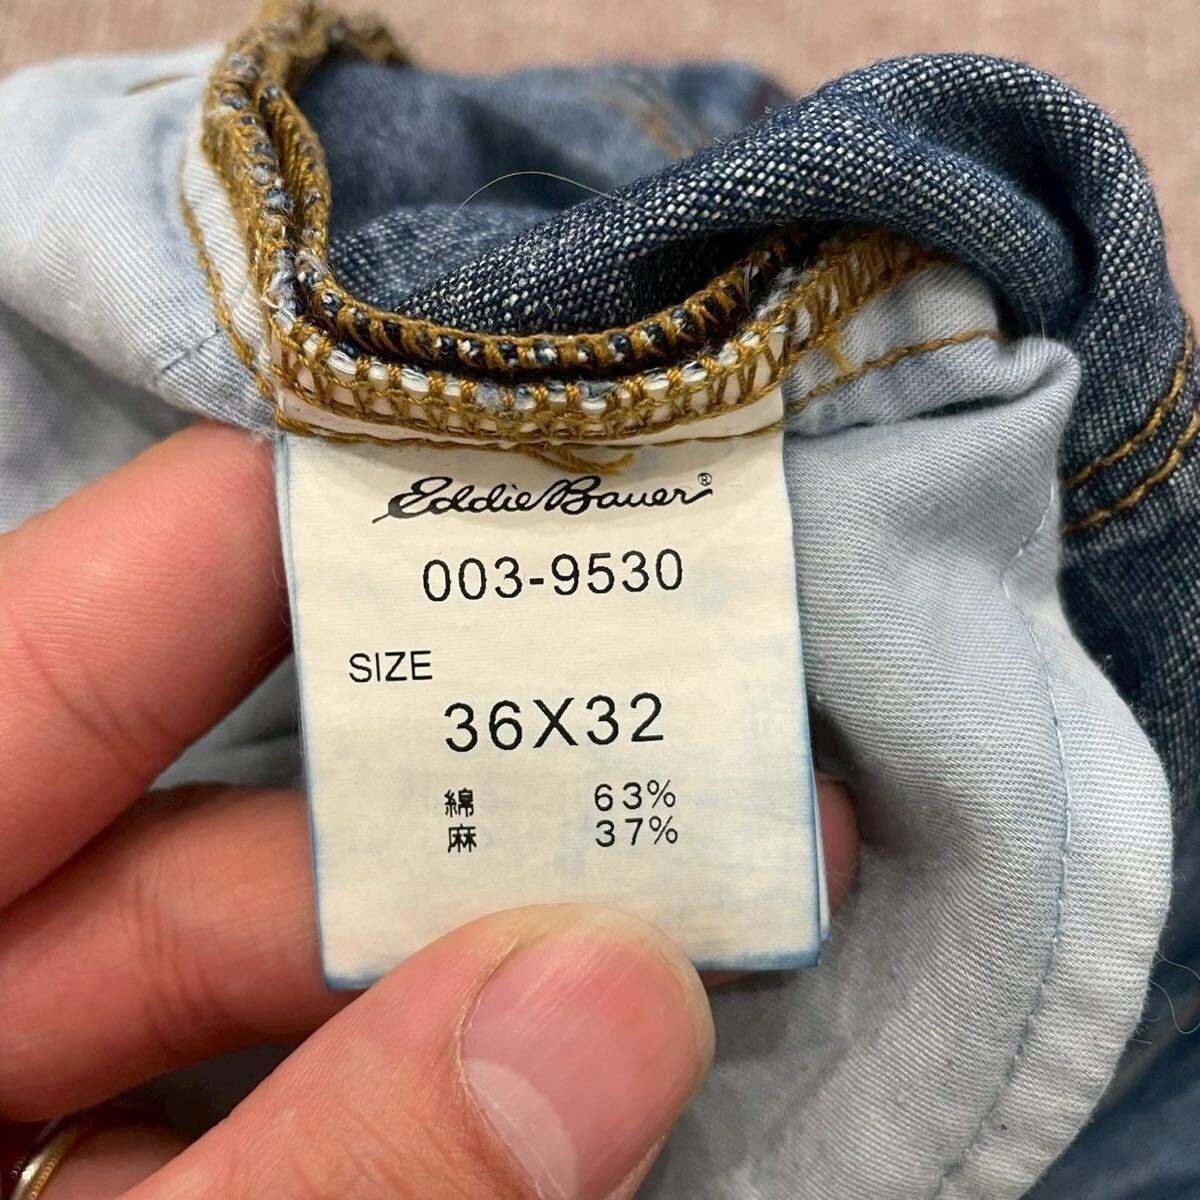 Eddie Bauer®
003-9530
SIZE
36X32
綿 63%
麻 37%